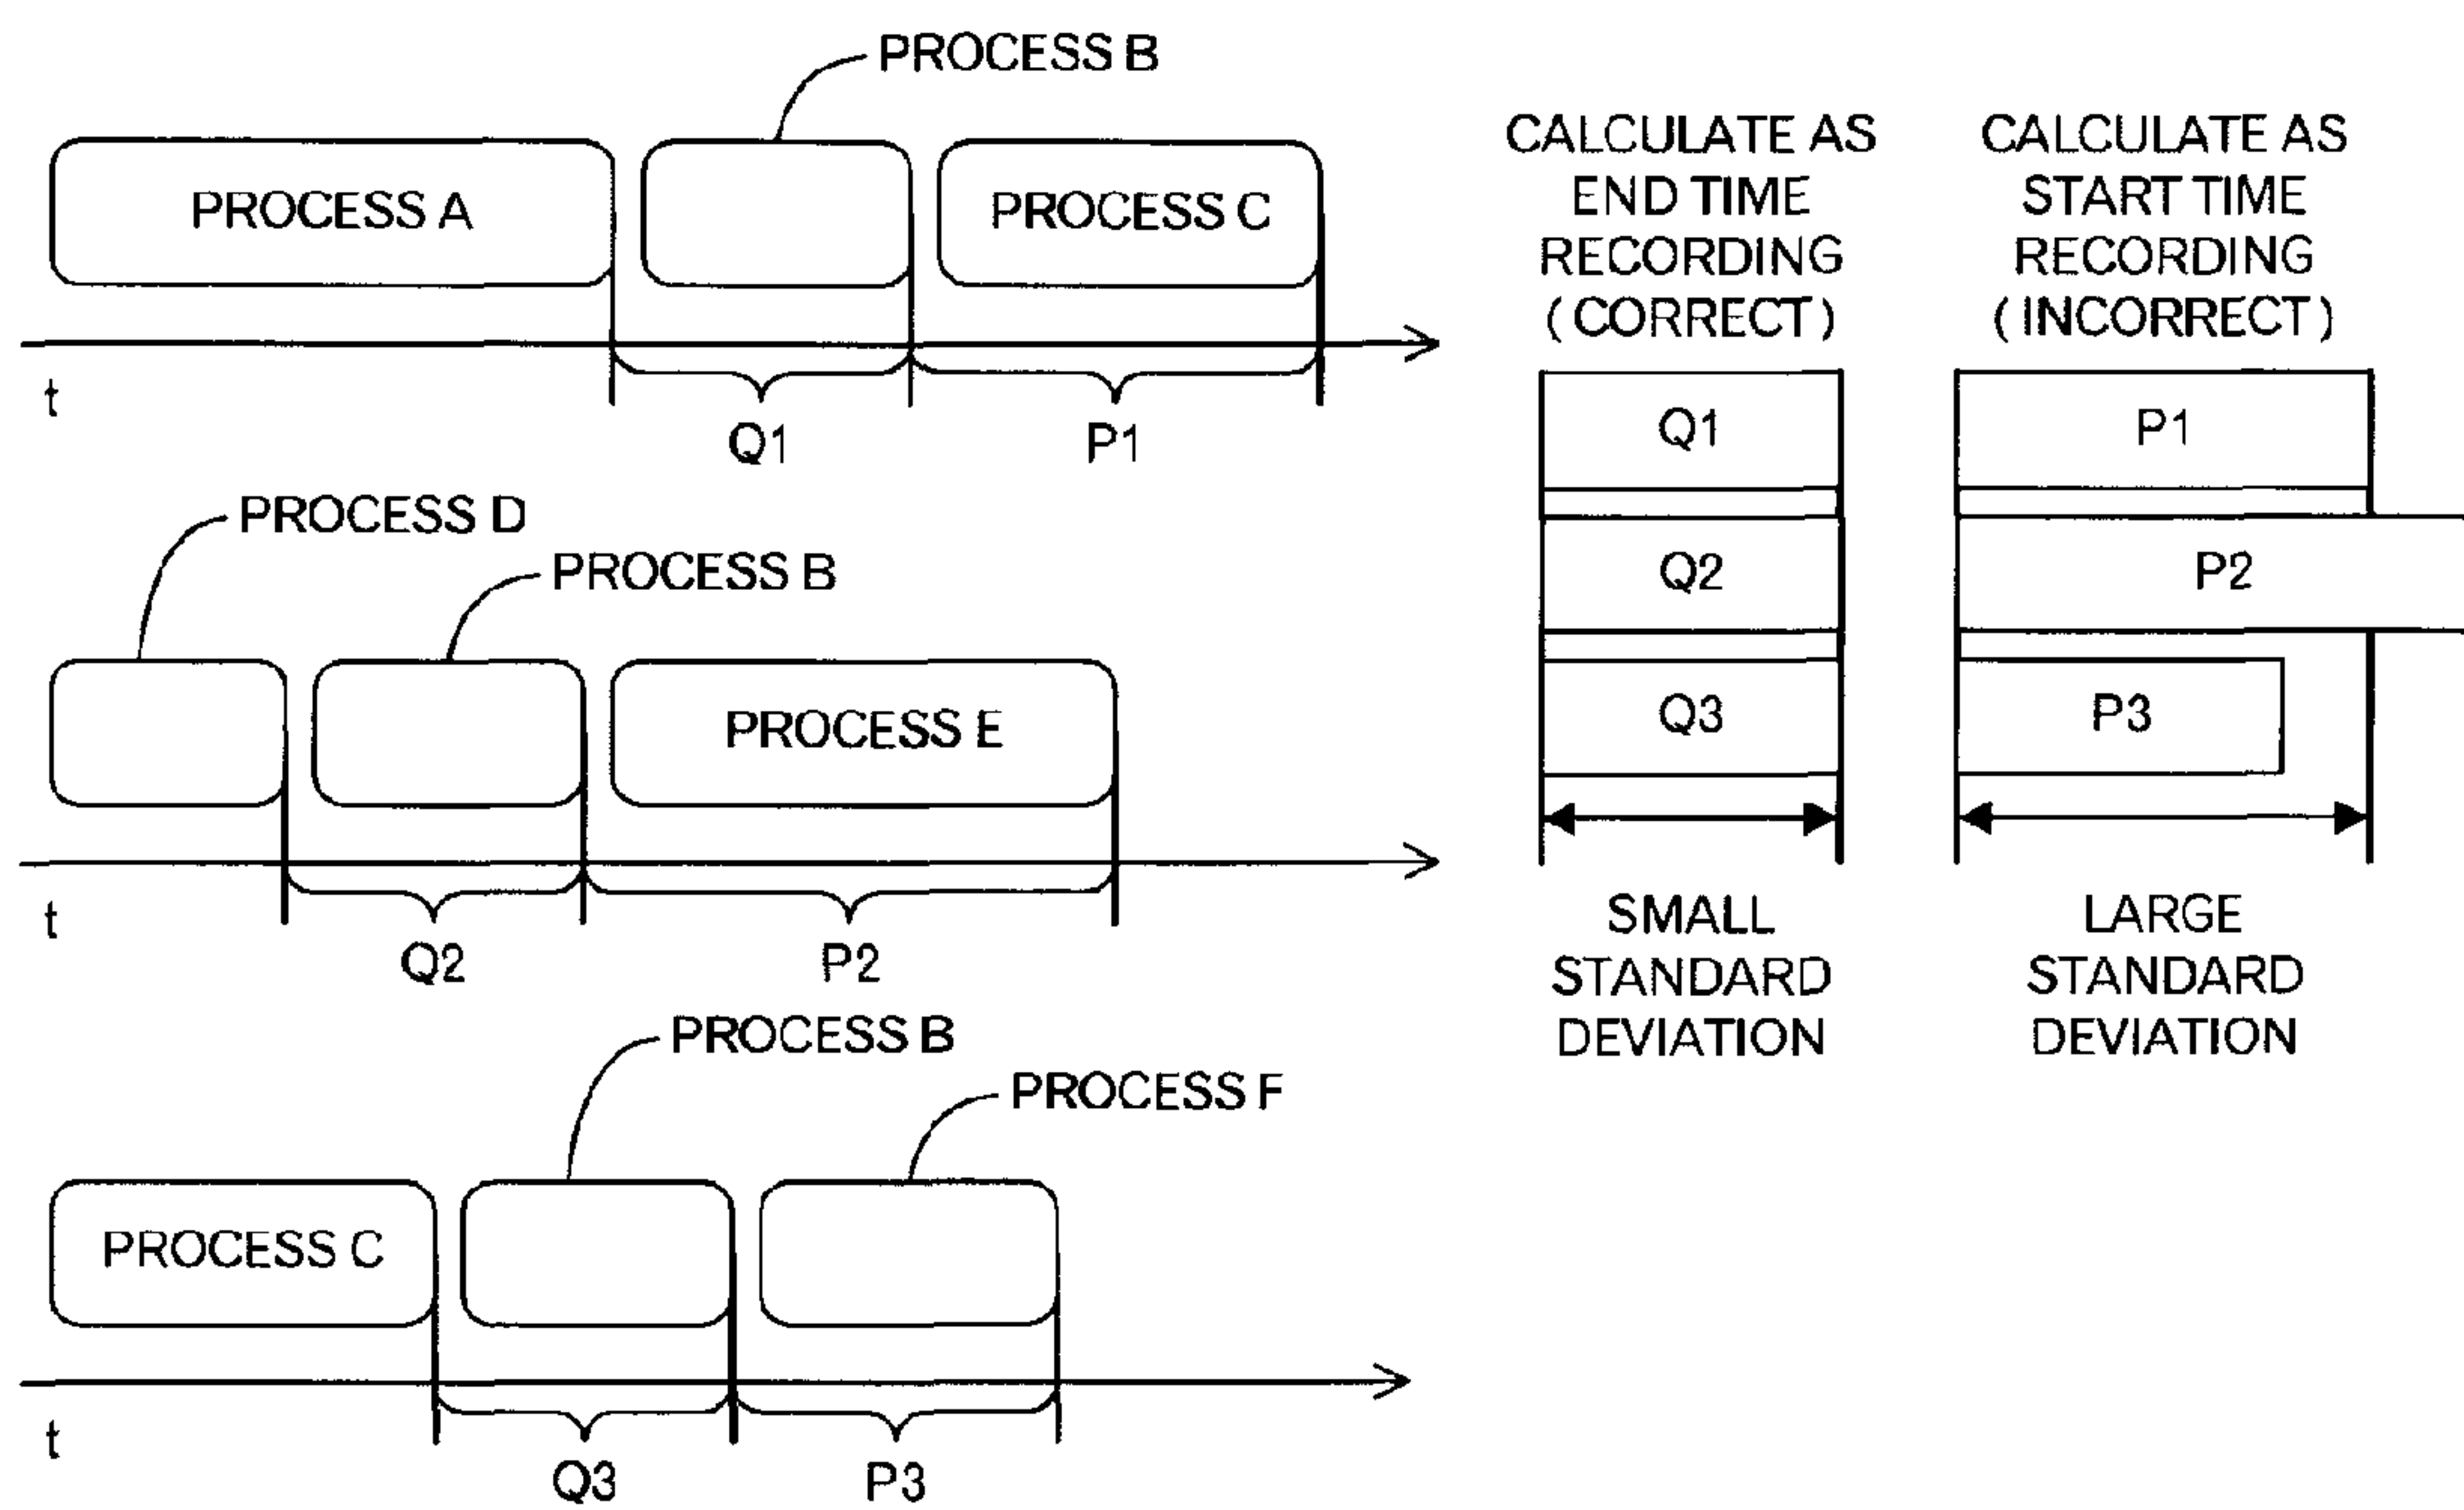 PROCESS B
PROCESS A
PROCESS C
t
Q1
P1
PROCESS D
PROCESS B
PROCESS E
t
Q2
P2
PROCESS B
PROCESS F
PROCESS C
t
Q3
P3
CALCULATE AS
END TIME
RECORDING
(CORRECT)
Q1
Q2
Q3
SMALL
STANDARD
DEVIATION
CALCULATE AS
START TIME
RECORDING
(INCORRECT)
P1
P2
P3
LARGE
STANDARD
DEVIATION